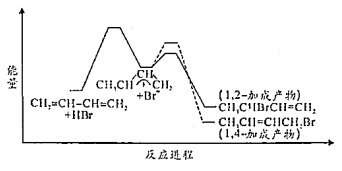 能量
CH
CH₃CH CH₂
+Br⁻
CH₂=CH-CH=CH₂
+HBr
(1,2-加成产物)
CH₃CHBrCH=CH₂
CH₃CH=CHCH₂Br
(1,4-加成产物)
反应进程